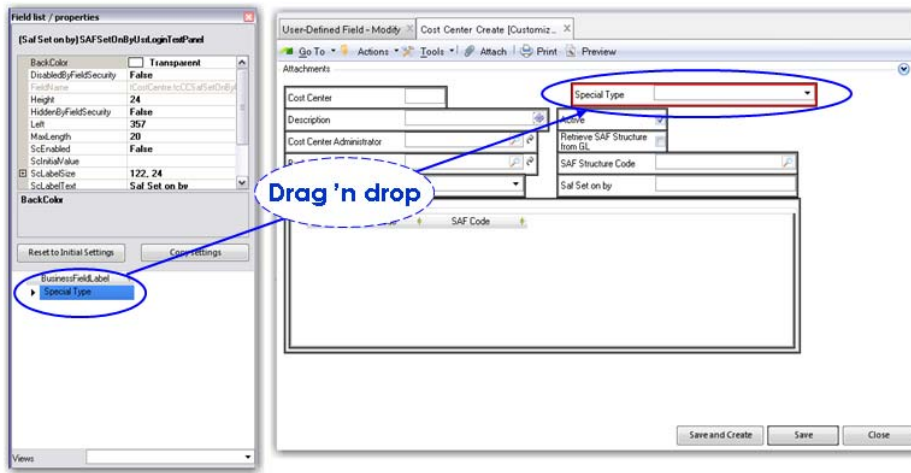 Field list / properties
(Saf Set on by) SAFSetOnByUsrLoginTextPanel
BackColor Transparent
DisabledByFieldSecurity False
FieldName tCostCentre.tcCCSafSetOnByl
Height 24
HiddenByFieldSecurity False
Left 357
MaxLength 20
ScEnabled False
ScInitialValue
ScLabelSize 122, 24
ScLabelText Saf Set on by
BackColor
Reset to Initial Settings Copy settings
BusinessFieldLabel
Special Type
Views
User-Defined Field - Modify X Cost Center Create [Customiz... X
Go To Actions Tools Attach Print Preview
Attachments
Cost Center
Special Type
Description
Active
Cost Center Administrator
Retrieve SAF Structure
from GL
SAF Structure Code
Saf Set on by
Drag 'n drop
SAF Code
Save and Create Save Close